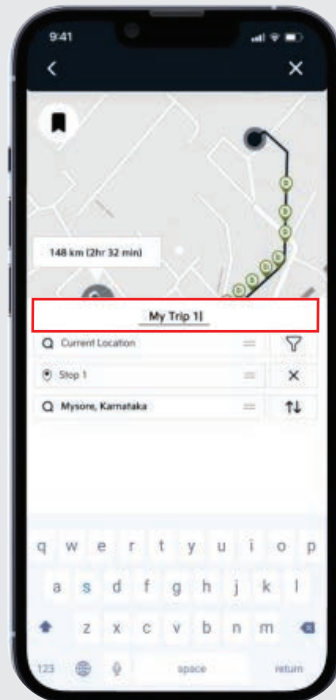 9:41
148 km (2hr 32 min)
My Trip 1
Current Location
Stop 1
Mysore, Karnataka
q w e r t y u i o p
a s d f g h j k l
z x c v b n m
123 space return